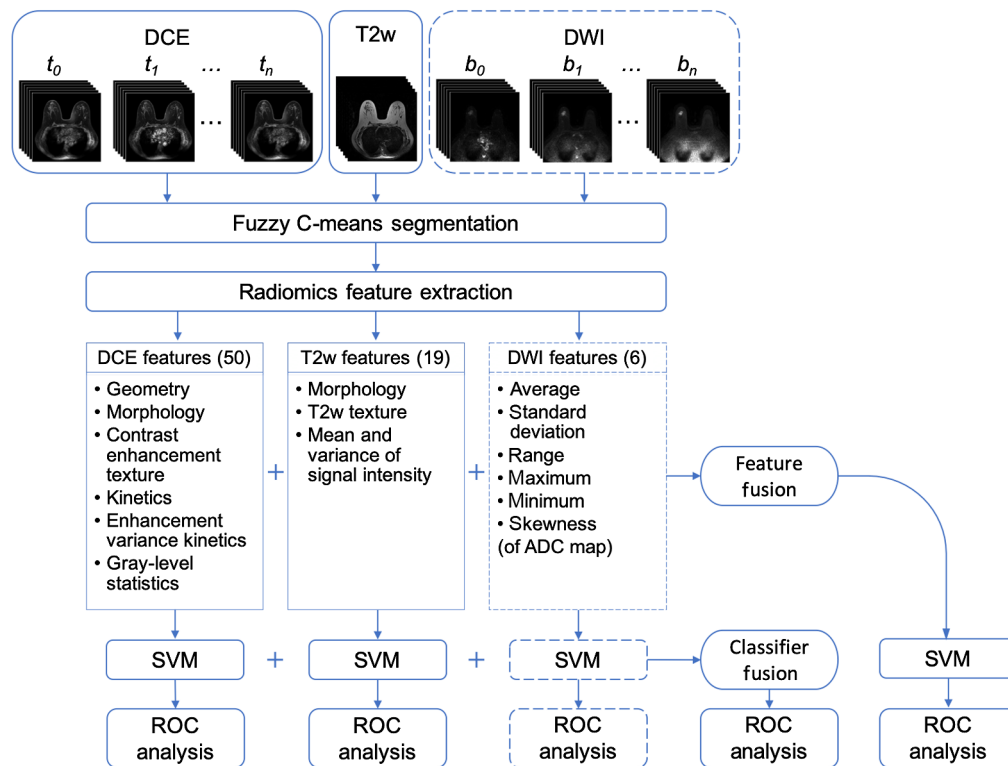 DCE
t0 t1 ... tn
...
T2w
DWI
b0 b1 ... bn
...
Fuzzy C-means segmentation
Radiomics feature extraction
DCE features (50)
• Geometry
• Morphology
• Contrast
enhancement
texture
• Kinetics
• Enhancement
variance kinetics
• Gray-level
statistics
+
T2w features (19)
• Morphology
• T2w texture
• Mean and
variance of
signal intensity
+
DWI features (6)
• Average
• Standard
deviation
• Range
• Maximum
• Minimum
• Skewness
(of ADC map)
Feature
fusion
SVM + SVM + SVM
Classifier
fusion
SVM
ROC
analysis
ROC
analysis
ROC
analysis
ROC
analysis
ROC
analysis